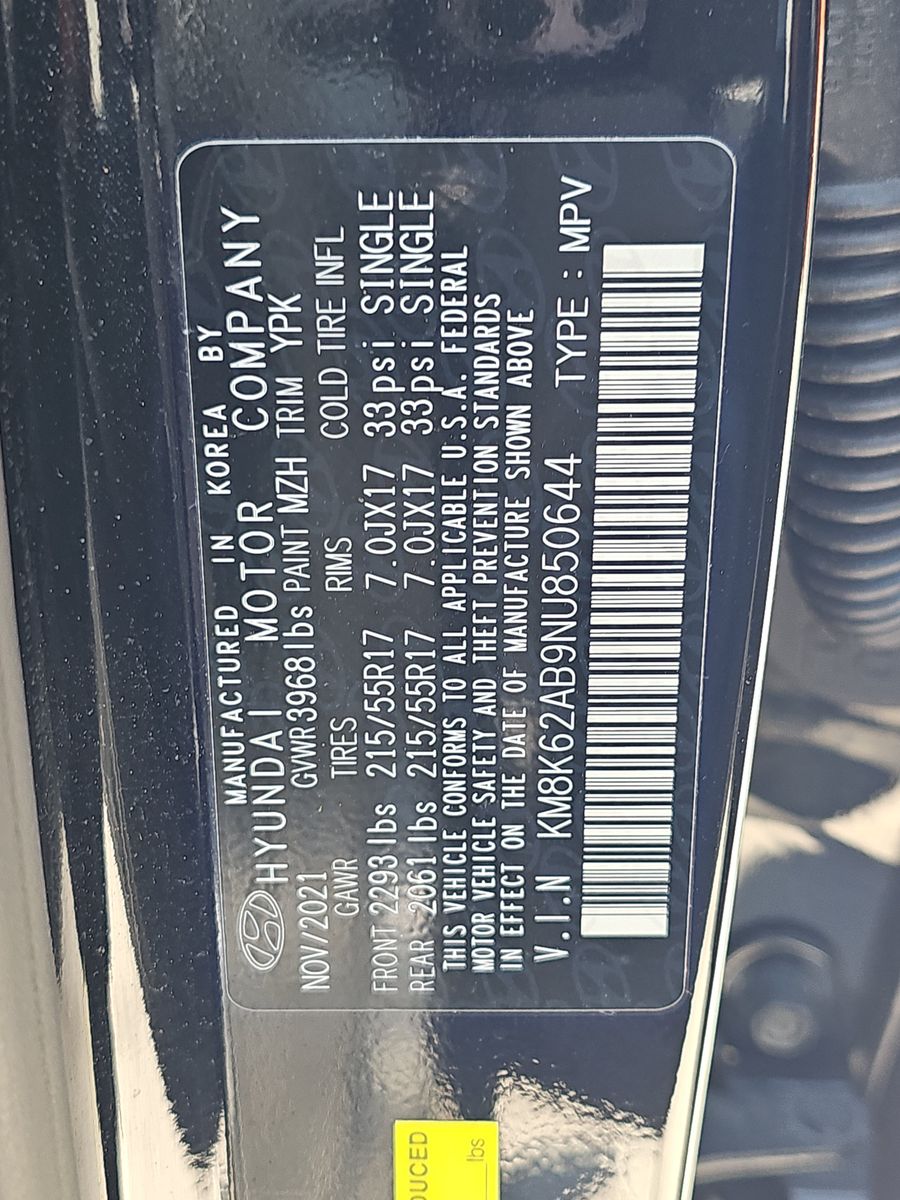 MANUFACTURED IN KOREA BY
HYUNDAI MOTOR COMPANY
NOV/2021 GVWR 3968 lbs PAINT MZH TRIM YPK
GAWR TIRES RIMS COLD TIRE INFL
FRONT 2293 lbs 215/55R17 7.0JX17 33psi SINGLE
REAR 2061 lbs 215/55R17 7.0JX17 33psi SINGLE
THIS VEHICLE CONFORMS TO ALL APPLICABLE U.S.A. FEDERAL
MOTOR VEHICLE SAFETY AND THEFT PREVENTION STANDARDS
IN EFFECT ON THE DATE OF MANUFACTURE SHOWN ABOVE
V.I.N KM8K62AB9NU850644 TYPE : MPV
DUCED
lbs